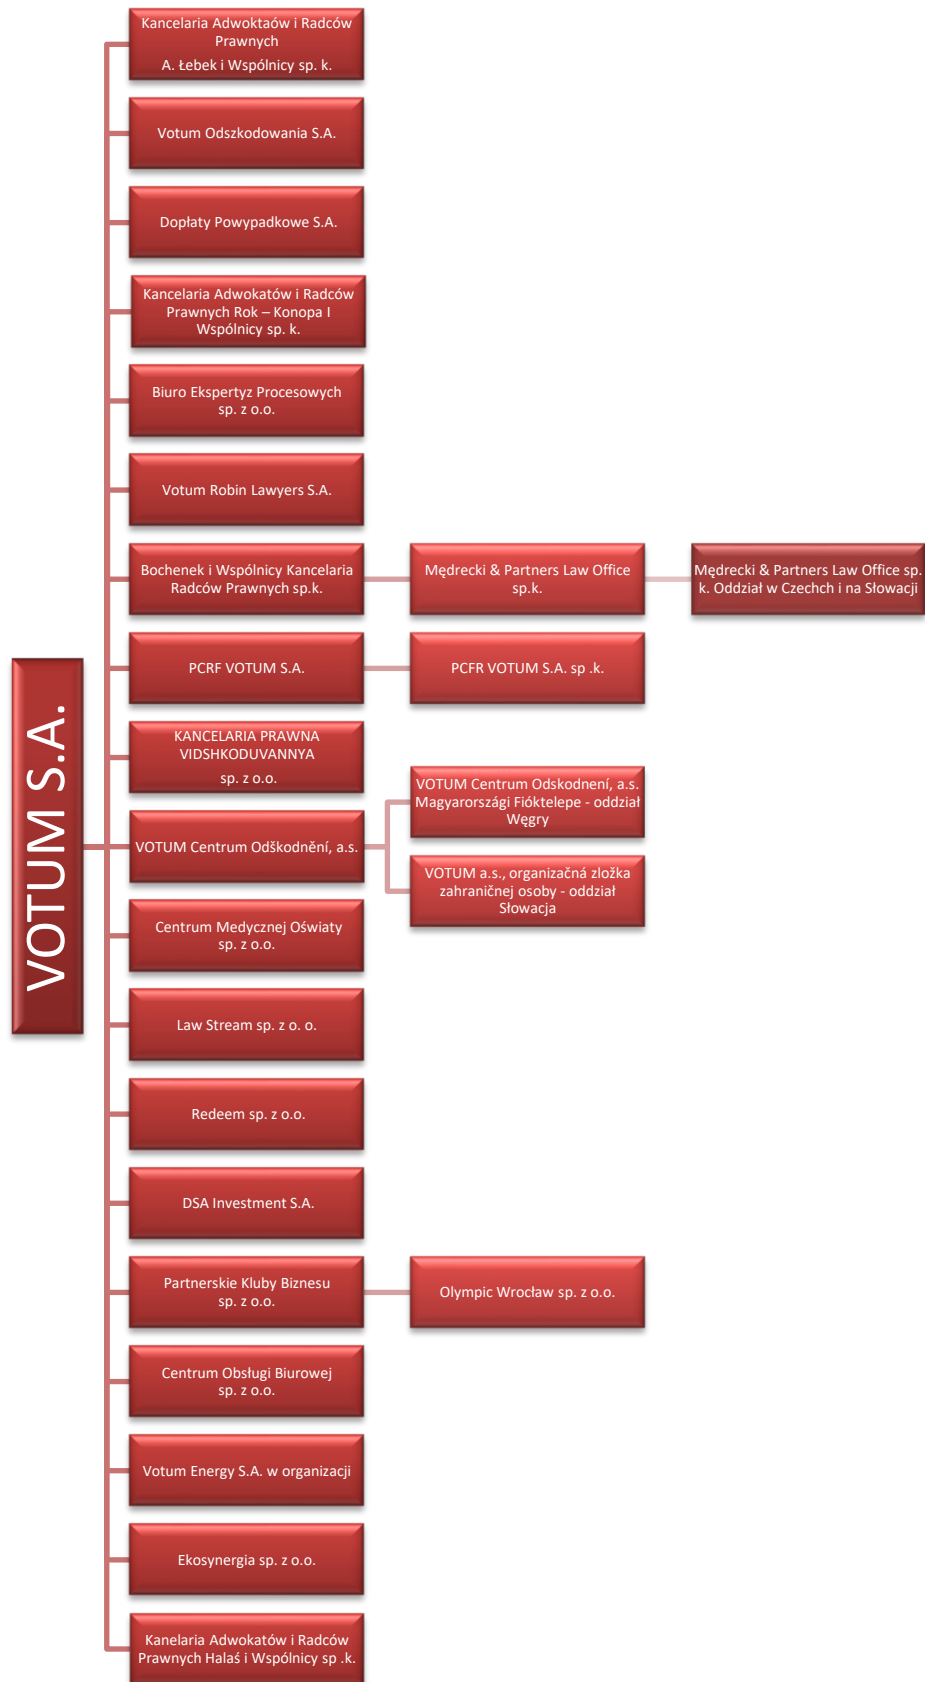 VOTUM S.A.
Kancelaria Adwoktaów i Radców
Prawnych
A. Łebek i Wspólnicy sp. k.
Votum Odszkodowania S.A.
Dopłaty Powypadkowe S.A.
Kancelaria Adwokatów i Radców
Prawnych Rok – Konopa I
Wspólnicy sp. k.
Biuro Ekspertyz Procesowych
sp. z o.o.
Votum Robin Lawyers S.A.
Bochenek i Wspólnicy Kancelaria
Radców Prawnych sp.k.
Mędrecki & Partners Law Office
sp.k.
Mędrecki & Partners Law Office sp.
k. Oddział w Czechch i na Słowacji
PCRF VOTUM S.A.
PCFR VOTUM S.A. sp .k.
KANCELARIA PRAWNA
VIDSHKODUVANNYA
sp. z o.o.
VOTUM Centrum Odškodnění, a.s.
VOTUM Centrum Odskodnení, a.s.
Magyarországi Fióktelepe - oddział
Węgry
VOTUM a.s., organizačná zložka
zahraničnej osoby - oddział
Słowacja
Centrum Medycznej Oświaty
sp. z o.o.
Law Stream sp. z o. o.
Redeem sp. z o.o.
DSA Investment S.A.
Partnerskie Kluby Biznesu
sp. z o.o.
Olympic Wrocław sp. z o.o.
Centrum Obsługi Biurowej
sp. z o.o.
Votum Energy S.A. w organizacji
Ekosynergia sp. z o.o.
Kanelaria Adwokatów i Radców
Prawnych Halaś i Wspólnicy sp .k.